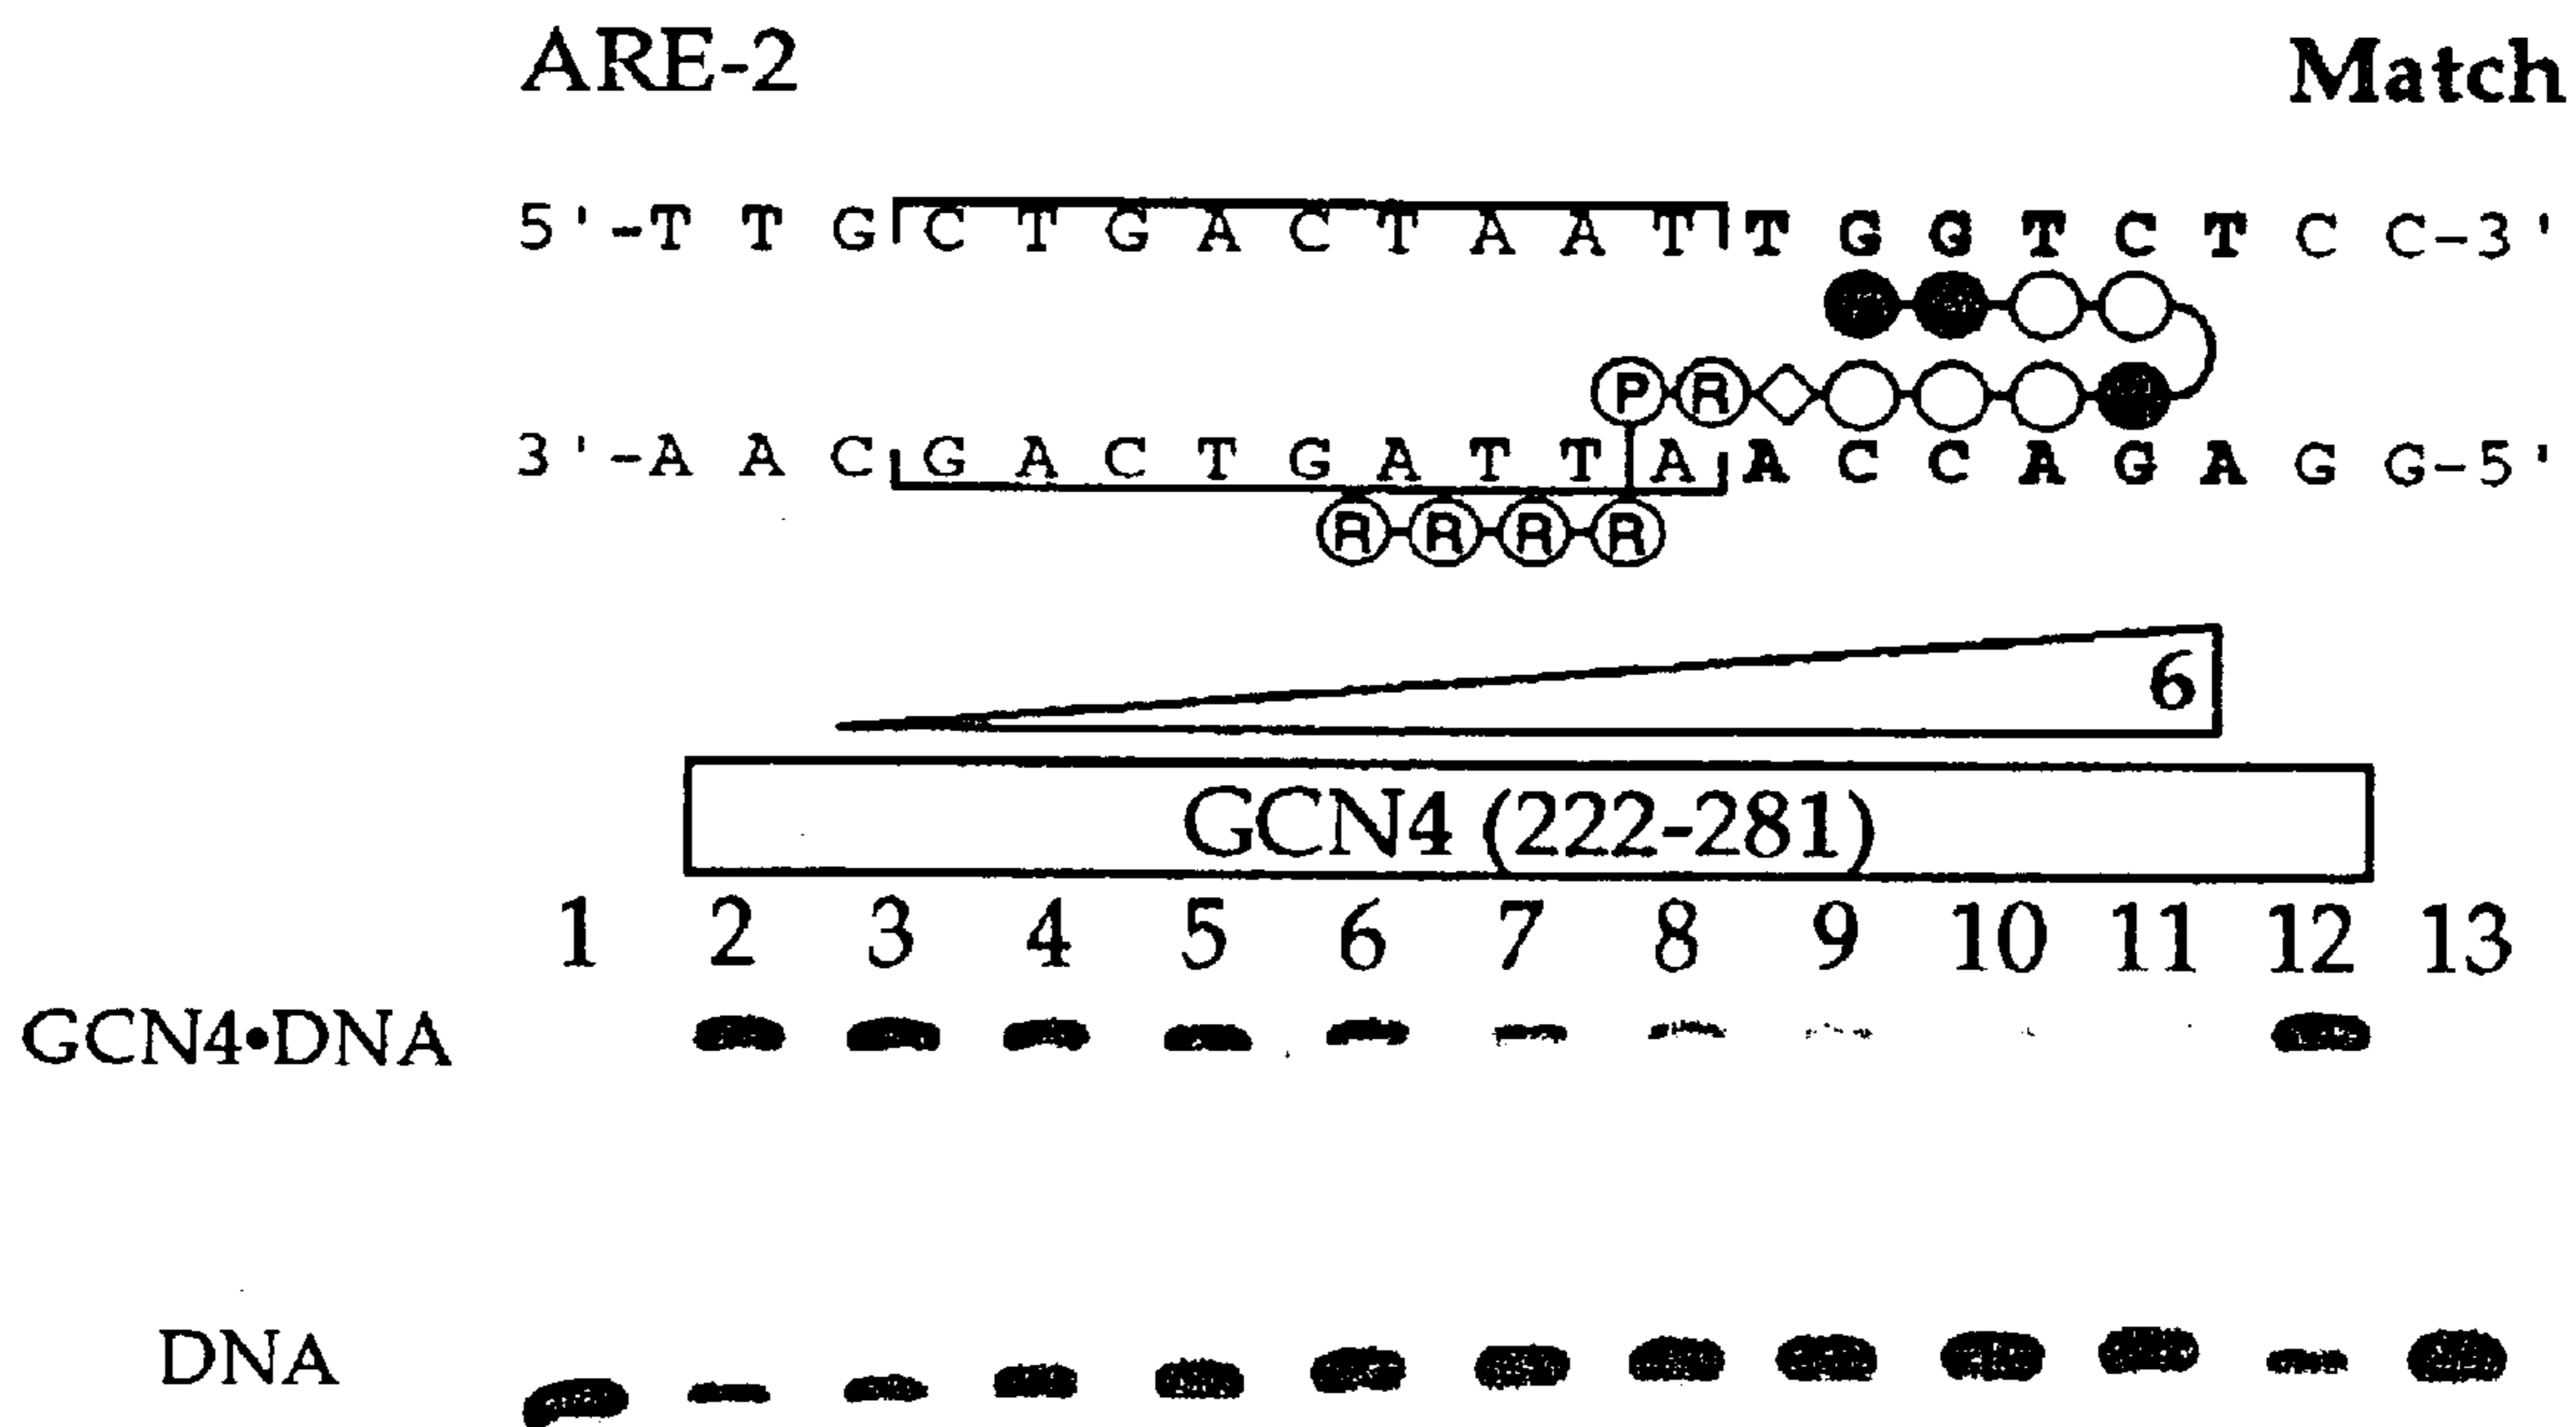 ARE-2 Match
5'-T T G C T G A C T A A T T G G T C T C C-3'
P R
3'-A A C G A C T G A T T A A C C A G A G G-5'
R R R R
6
GCN4 (222-281)
1 2 3 4 5 6 7 8 9 10 11 12 13
GCN4•DNA
DNA